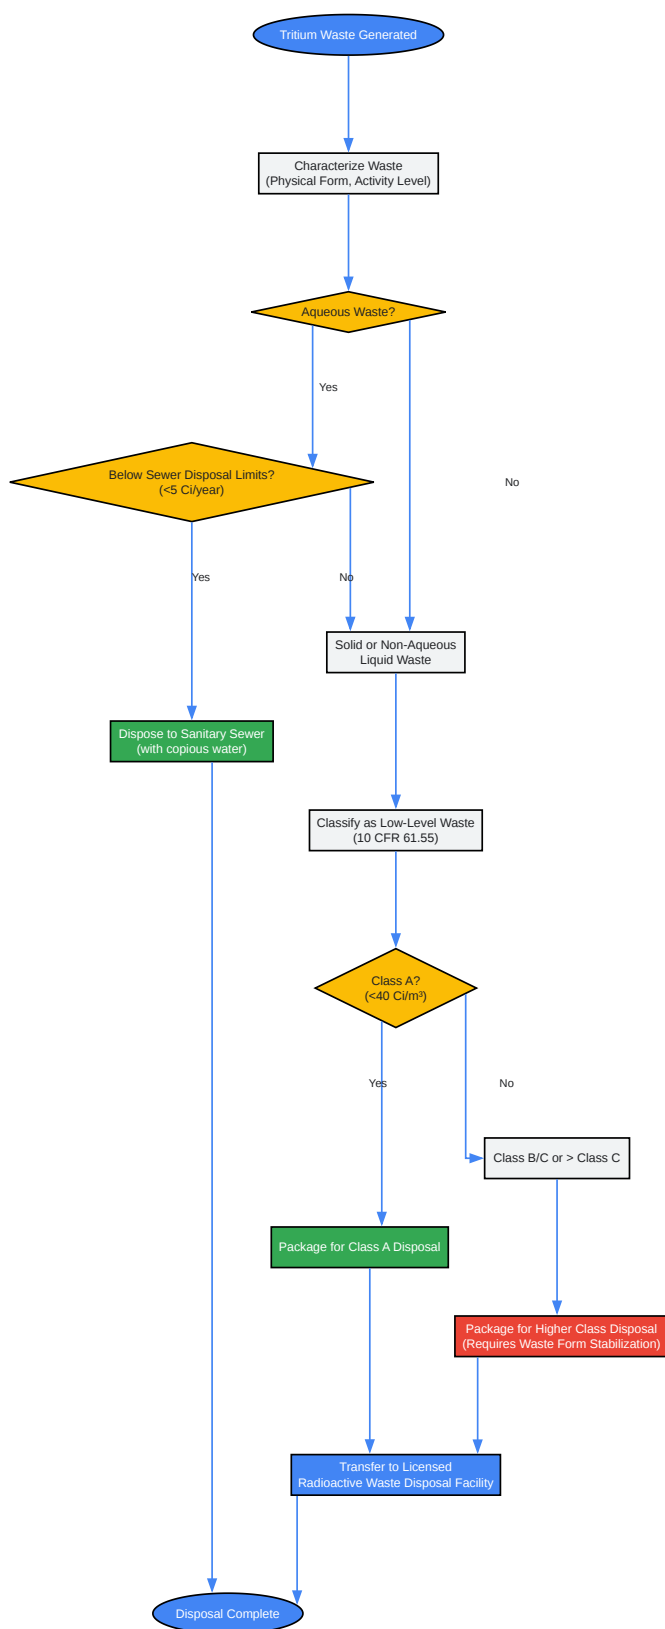 Tritium Waste Generated
Characterize Waste
(Physical Form, Activity Level)
Aqueous Waste?
Yes
Below Sewer Disposal Limits?
(<5 Ci/year)
No
Yes
No
Solid or Non-Aqueous
Liquid Waste
Dispose to Sanitary Sewer
(with copious water)
Classify as Low-Level Waste
(10 CFR 61.55)
Class A?
(<40 Ci/m³)
Yes
No
Class B/C or > Class C
Package for Class A Disposal
Package for Higher Class Disposal
(Requires Waste Form Stabilization)
Transfer to Licensed
Radioactive Waste Disposal Facility
Disposal Complete